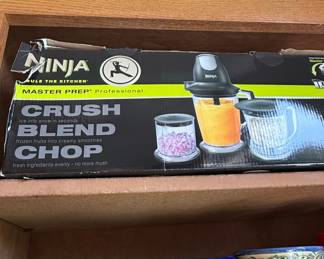 NINJA
RULE THE KITCHEN
MASTER PREP Professional
CRUSH
ice into snow in seconds
BLEND
frozen fruits into creamy smoothies
CHOP
fresh ingredients evenly - no more mush
NINJA